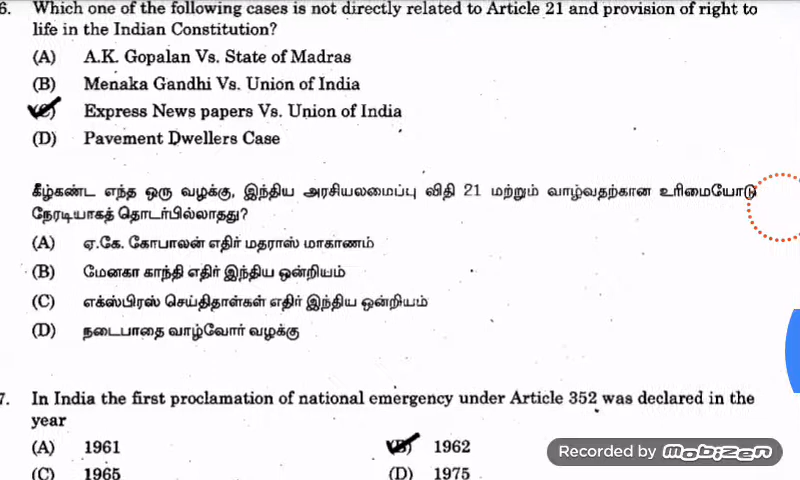 6. Which one of the following cases is not directly related to Article 21 and provision of right to
life in the Indian Constitution?
(A) A.K. Gopalan Vs. State of Madras
(B) Menaka Gandhi Vs. Union of India
(C) Express News papers Vs. Union of India
(D) Pavement Dwellers Case
கீழ்கண்ட எந்த ஒரு வழக்கு, இந்திய அரசியலமைப்பு விதி 21 மற்றும் வாழ்வதற்கான உரிமையோடு
நேரடியாகத் தொடர்பில்லாதது?
(A) ஏ.கே. கோபாலன் எதிர் மதராஸ் மாகாணம்
(B) மேனகா காந்தி எதிர் இந்திய ஒன்றியம்
(C) எக்ஸ்பிரஸ் செய்திதாள்கள் எதிர் இந்திய ஒன்றியம்
(D) நடைபாதை வாழ்வோர் வழக்கு
7. In India the first proclamation of national emergency under Article 352 was declared in the
year
(A) 1961 (B) 1962
(C) 1965 (D) 1975
Recorded by mobizen